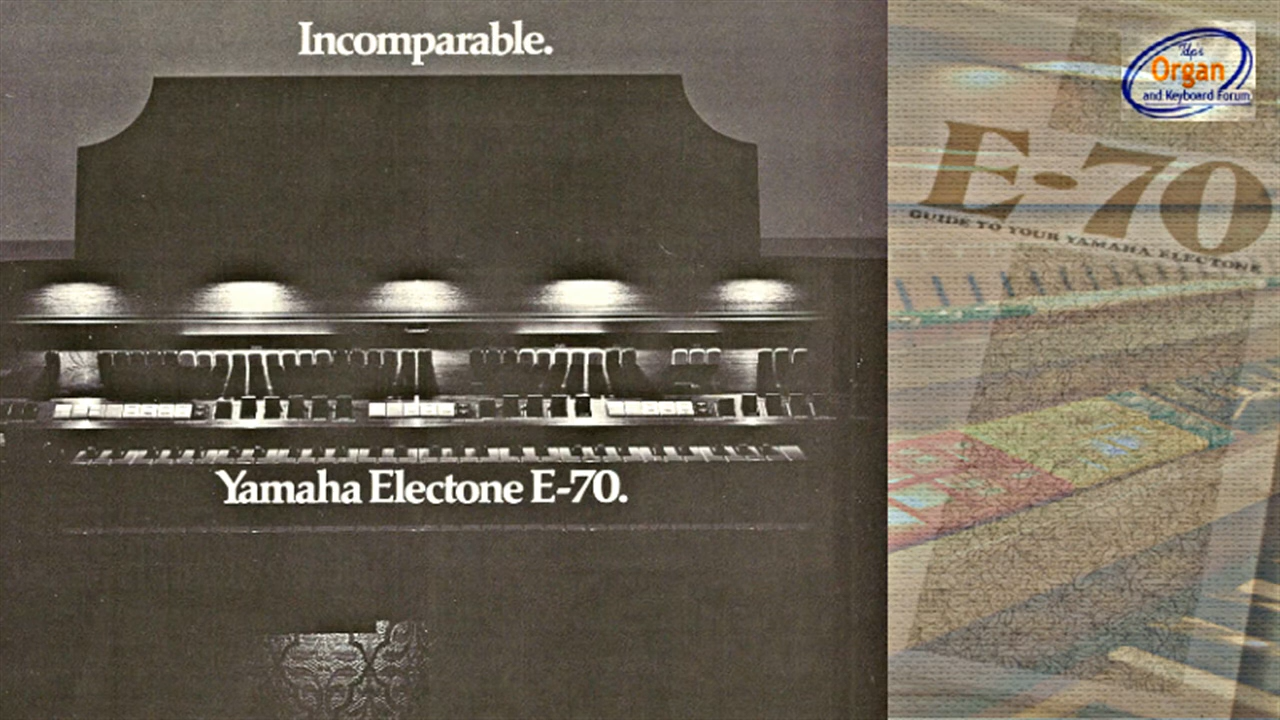 Incomparable.
Yamaha Electone E-70.
Organ
and Keyboard Forum
E-70
GUIDE TO YOUR YAMAHA ELECTONE